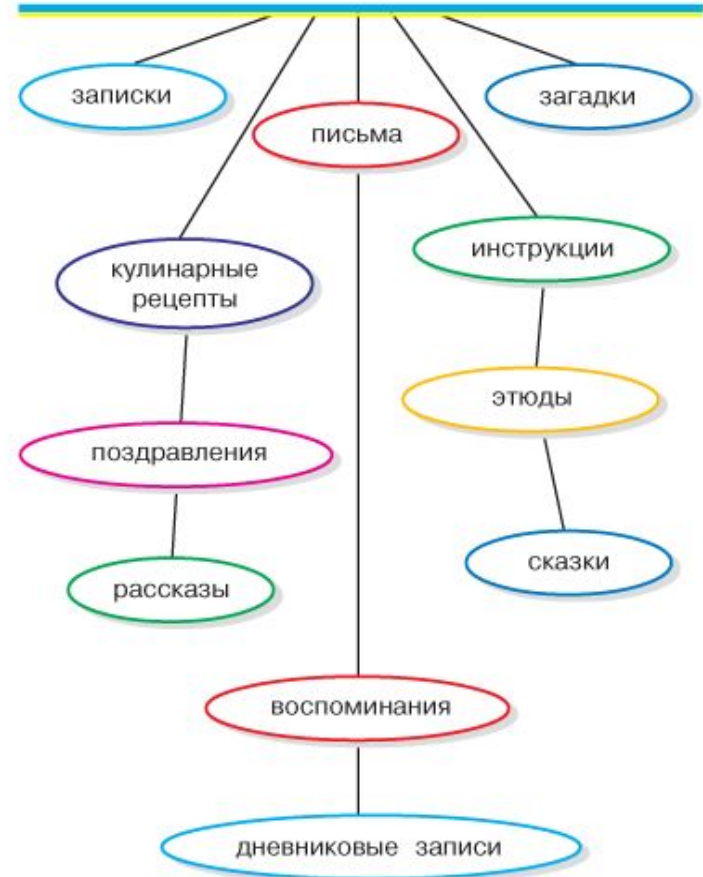 записки
загадки
письма
кулинарные
рецепты
инструкции
поздравления
этюды
рассказы
сказки
воспоминания
дневниковые записи